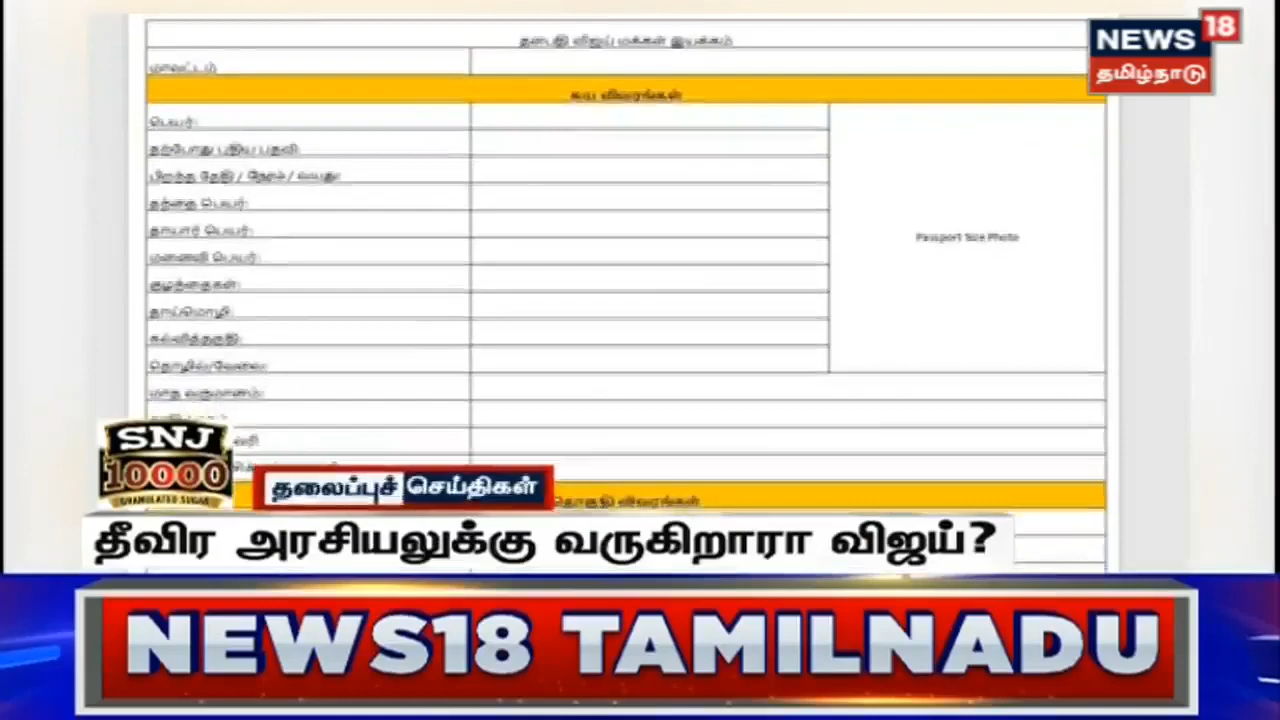 தளபதி விஜய் மக்கள் இயக்கம்
மாவட்டம்
சுய விவரங்கள்
பெயர்:
தற்போது புதிய பதவி:
பிறந்த தேதி / நேரம் / வயது:
தந்தை பெயர்:
தாயார் பெயர்:
மனைவி பெயர்:
குழந்தைகள்:
தாய்மொழி:
கல்வித்தகுதி:
தொழில்/வேலை:
மாத வருமானம்:
Passport Size Photo
NEWS 18
தமிழ்நாடு
SNJ
10000
GRANULATED SUGAR
தலைப்புச் செய்திகள்
தொகுதி விவரங்கள்
தீவிர அரசியலுக்கு வருகிறாரா விஜய்?
NEWS18 TAMILNADU